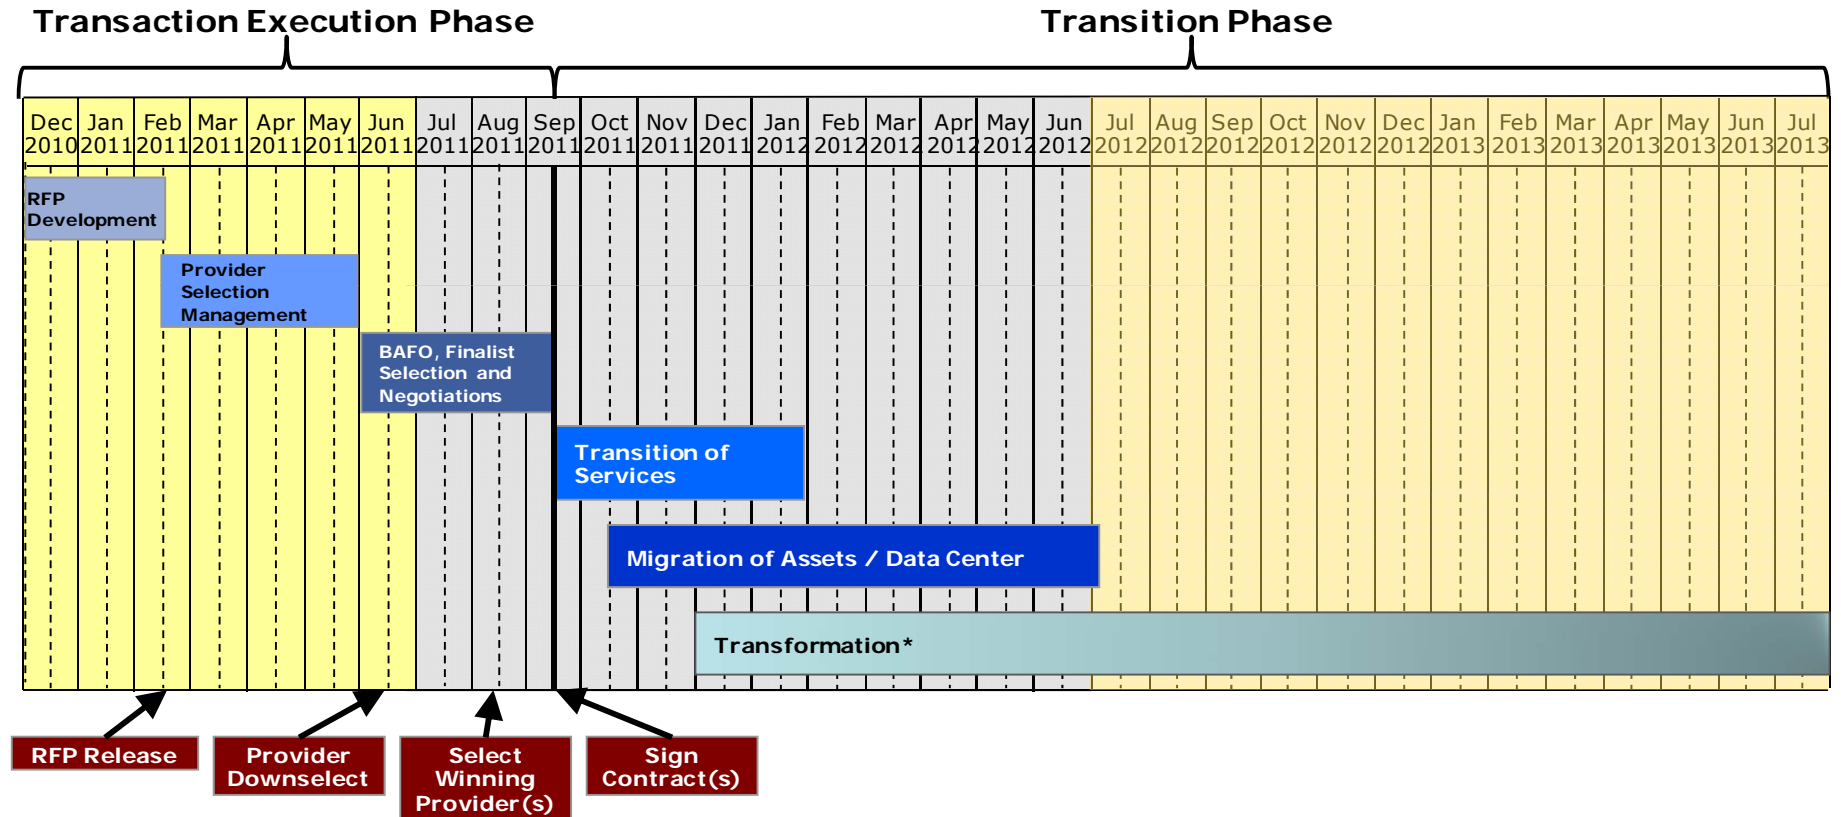 Transaction Execution Phase
Transition Phase
Dec Jan Feb Mar Apr May Jun Jul Aug Sep Oct Nov Dec Jan Feb Mar Apr May Jun Jul Aug Sep Oct Nov Dec Jan Feb Mar Apr May Jun Jul
2010 2011 2011 2011 2011 2011 2011 2011 2011 2011 2011 2011 2011 2012 2012 2012 2012 2012 2012 2012 2012 2012 2012 2012 2012 2013 2013 2013 2013 2013 2013 2013
RFP
Development
Provider
Selection
Management
BAFO, Finalist
Selection and
Negotiations
Transition of
Services
Migration of Assets / Data Center
Transformation*
RFP Release
Provider
Downselect
Select
Winning
Provider(s)
Sign
Contract(s)